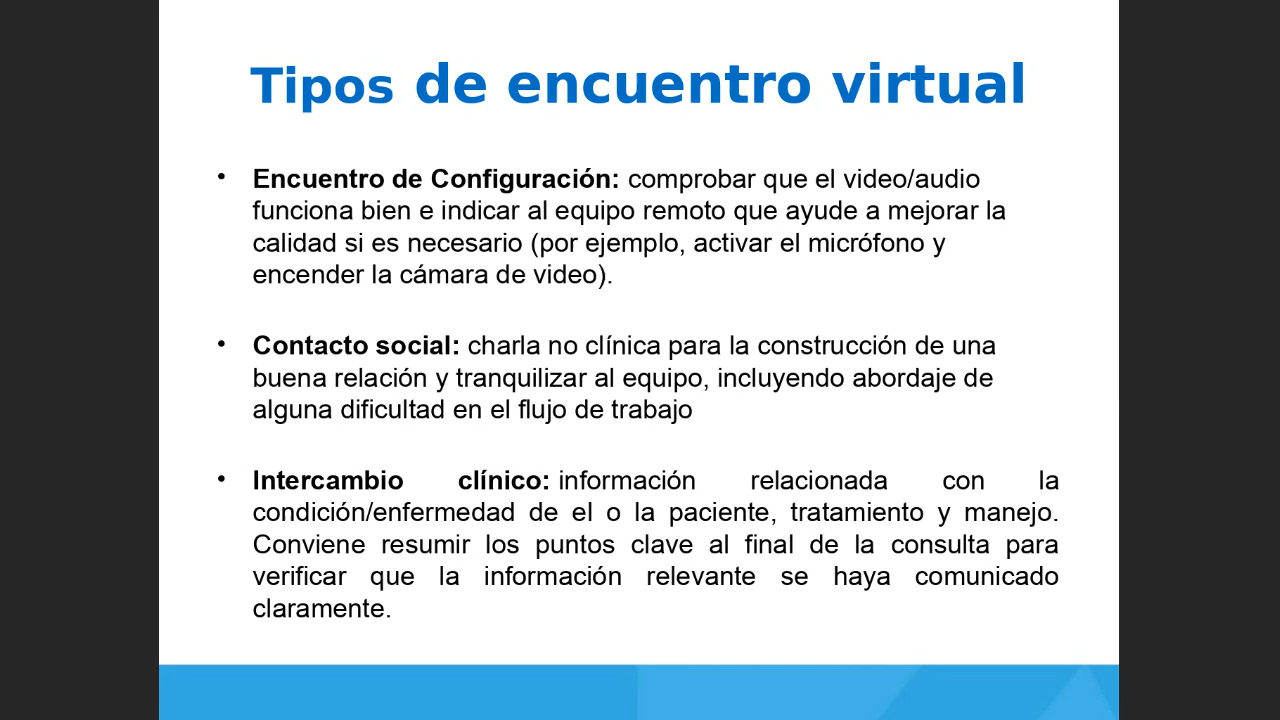 Tipos de encuentro virtual
• Encuentro de Configuración: comprobar que el video/audio
funciona bien e indicar al equipo remoto que ayude a mejorar la
calidad si es necesario (por ejemplo, activar el micrófono y
encender la cámara de video).
• Contacto social: charla no clínica para la construcción de una
buena relación y tranquilizar al equipo, incluyendo abordaje de
alguna dificultad en el flujo de trabajo
• Intercambio clínico: información relacionada con la
condición/enfermedad de el o la paciente, tratamiento y manejo.
Conviene resumir los puntos clave al final de la consulta para
verificar que la información relevante se haya comunicado
claramente.